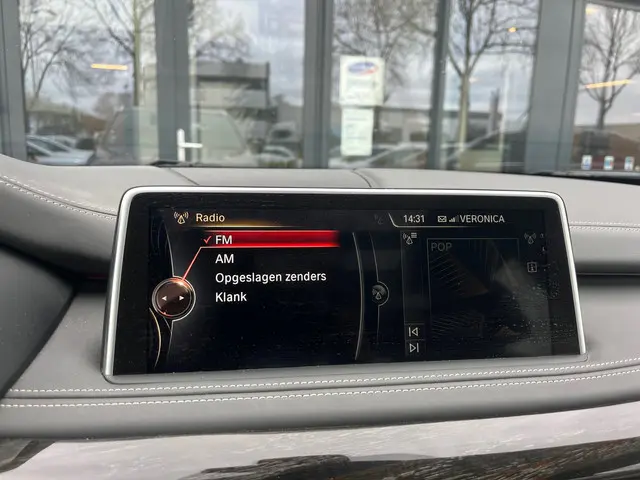 Radio
14:31 VERONICA
FM
AM
Opgeslagen zenders
Klank
POP